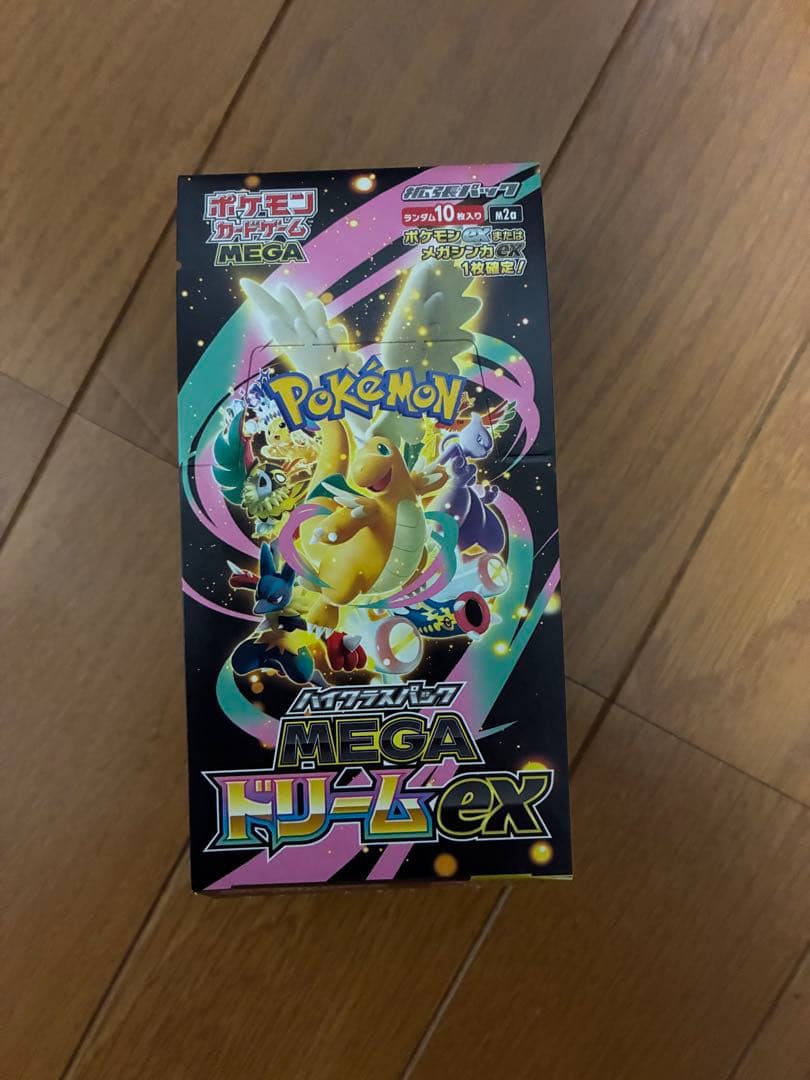 ポケモン
カードゲーム
MEGA
拡張パック
ランダム10枚入り
M2a
ポケモンexまたは
メガシンカex
1枚確定!
POKéMON
ハイクラスパック
MEGA
ドリームex